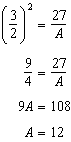 (3/2)² = 27/A
9/4 = 27/A
9A = 108
A = 12